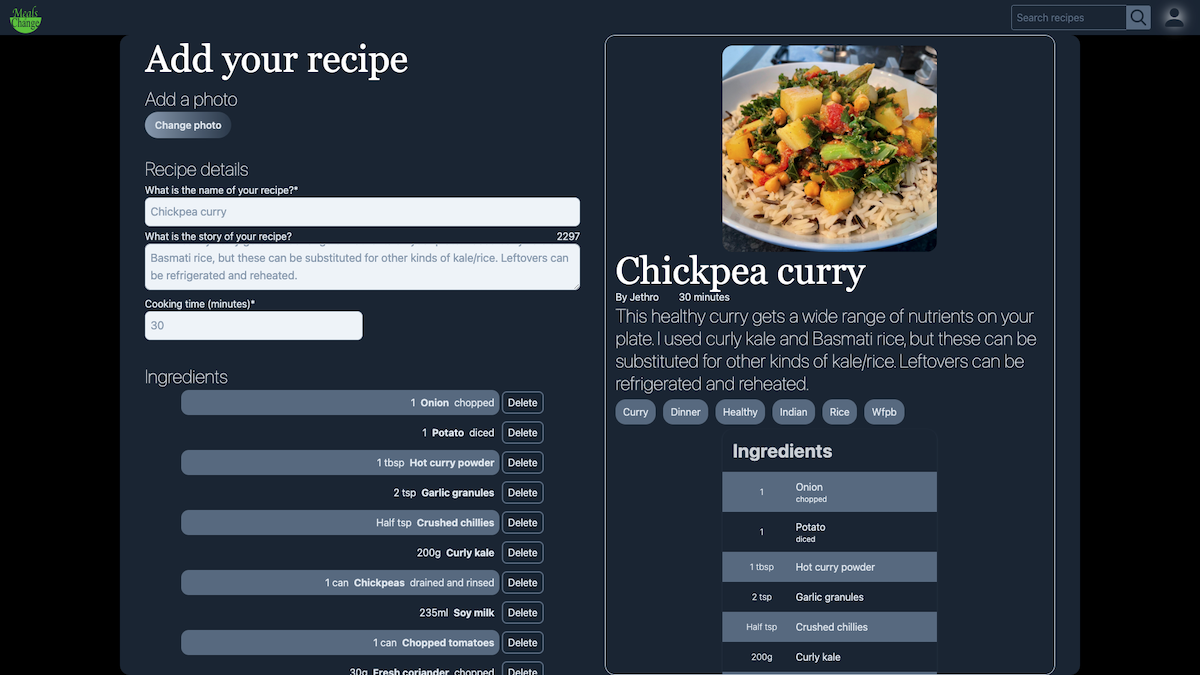 Meals
Change
Search recipes
Add your recipe
Add a photo
Change photo
Recipe details
What is the name of your recipe?*
Chickpea curry
What is the story of your recipe? 2297
Basmati rice, but these can be substituted for other kinds of kale/rice. Leftovers can
be refrigerated and reheated.
Cooking time (minutes)*
30
Ingredients
1 Onion chopped Delete
1 Potato diced Delete
1 tbsp Hot curry powder Delete
2 tsp Garlic granules Delete
Half tsp Crushed chillies Delete
200g Curly kale Delete
1 can Chickpeas drained and rinsed Delete
235ml Soy milk Delete
1 can Chopped tomatoes Delete
30g Fresh coriander chopped Delete
Chickpea curry
By Jethro 30 minutes
This healthy curry gets a wide range of nutrients on your
plate. I used curly kale and Basmati rice, but these can be
substituted for other kinds of kale/rice. Leftovers can be
refrigerated and reheated.
Curry Dinner Healthy Indian Rice Wfpb
Ingredients
1 Onion
chopped
1 Potato
diced
1 tbsp Hot curry powder
2 tsp Garlic granules
Half tsp Crushed chillies
200g Curly kale